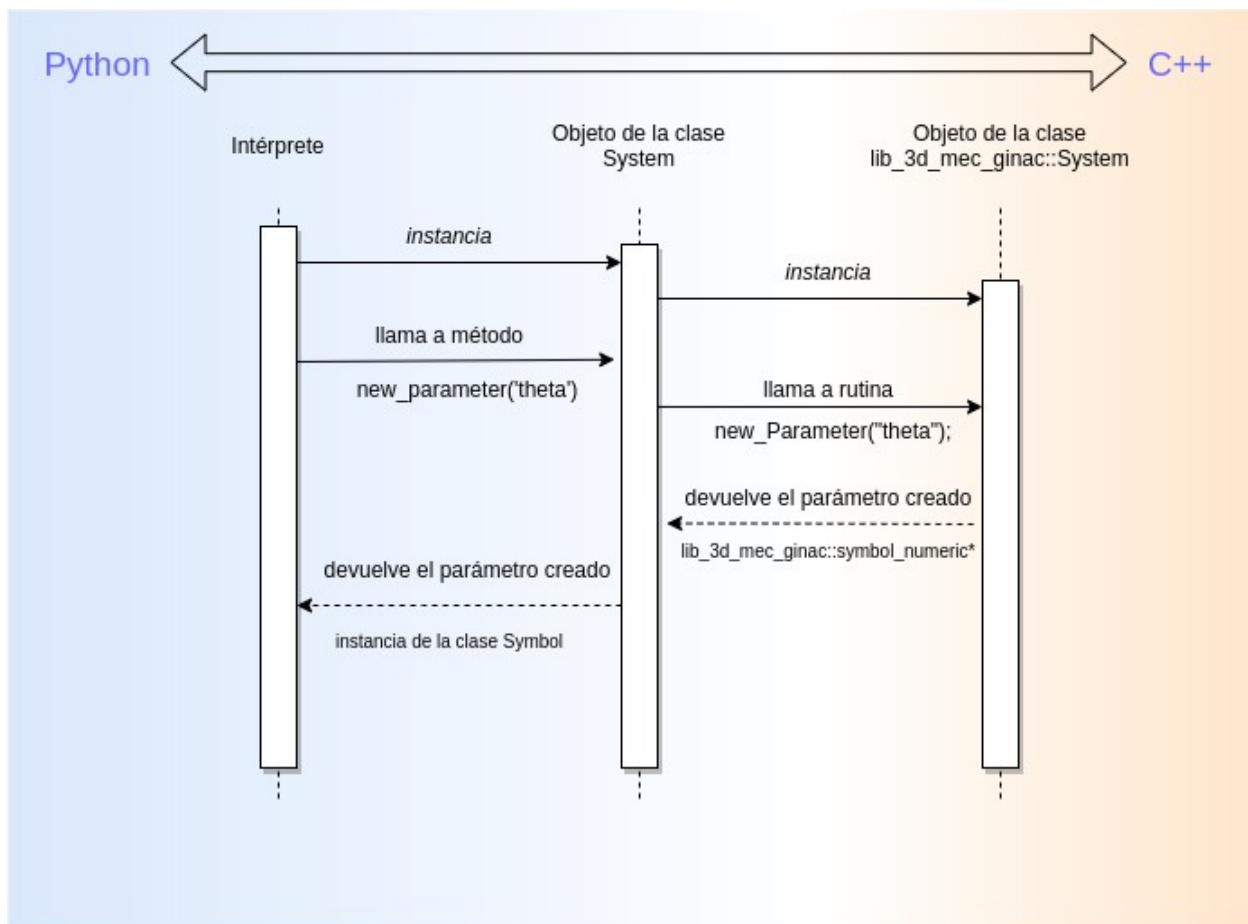 Python
C++
Intérprete
Objeto de la clase
System
Objeto de la clase
lib_3d_mec_ginac::System
instancia
instancia
llama a método
new_parameter('theta')
llama a rutina
new_Parameter("theta");
devuelve el parámetro creado
lib_3d_mec_ginac::symbol_numeric*
devuelve el parámetro creado
instancia de la clase Symbol